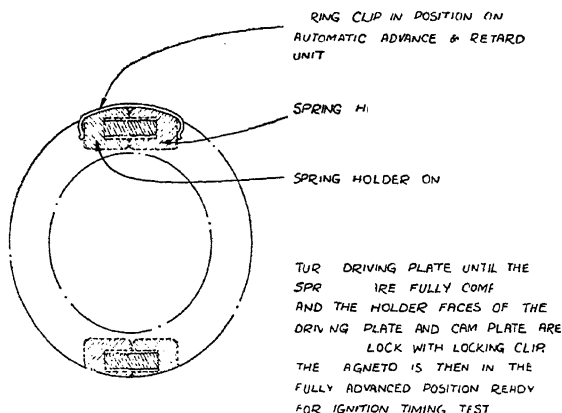 RING CLIP IN POSITION ON
AUTOMATIC ADVANCE & RETARD
UNIT
SPRING
SPRING HOLDER ON
DRIVING PLATE UNTIL THE
FULLY
AND THE HOLDER FACES OF THE
PLATE AND CAM PLATE ARE
LOCK WITH LOCKING CLIP.
THE IS THEN IN THE
FULLY ADVANCED POSITION READY
FOR IGNITION TIMING TEST